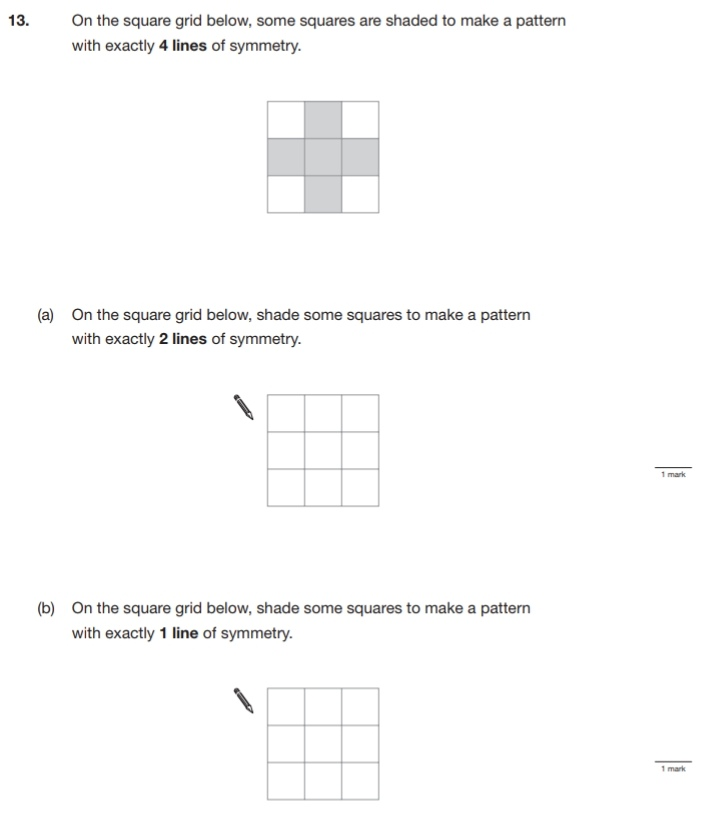 13. On the square grid below, some squares are shaded to make a pattern
with exactly 4 lines of symmetry.
(a) On the square grid below, shade some squares to make a pattern
with exactly 2 lines of symmetry.
1 mark
(b) On the square grid below, shade some squares to make a pattern
with exactly 1 line of symmetry.
1 mark